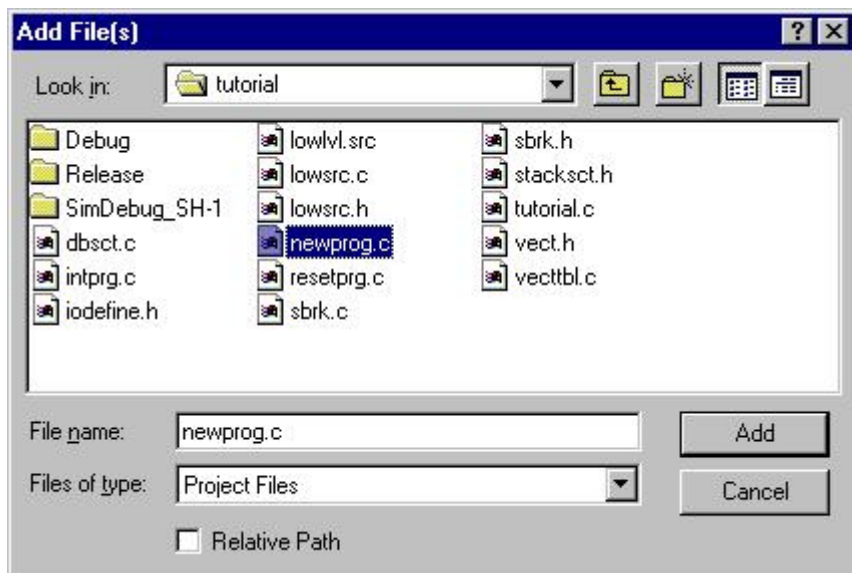 Add File(s)
Look in: tutorial
Debug lowlvl.src sbrk.h
Release lowsrc.c stacksct.h
SimDebug_SH-1 lowsrc.h tutorial.c
dbsct.c newprog.c vect.h
intprg.c resetprg.c vecttbl.c
iodefine.h sbrk.c
File name: newprog.c Add
Files of type: Project Files Cancel
Relative Path